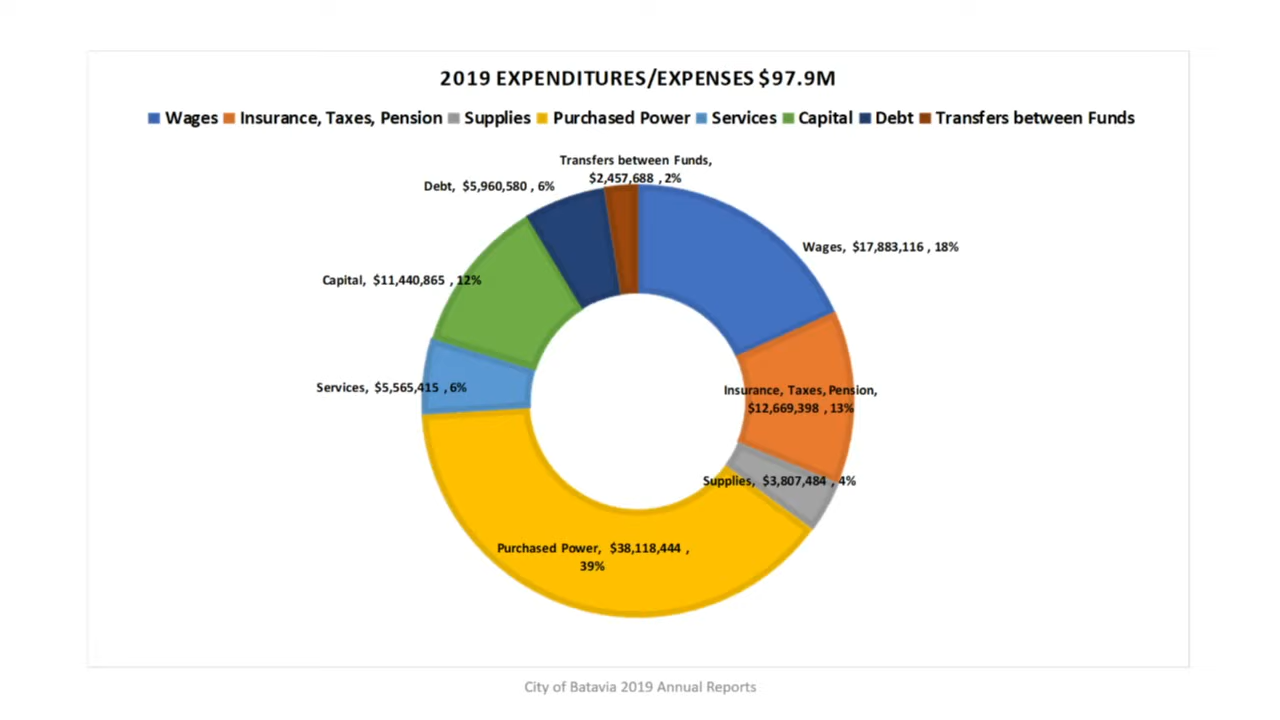 2019 EXPENDITURES/EXPENSES $97.9M
Wages Insurance, Taxes, Pension Supplies Purchased Power Services Capital Debt Transfers between Funds
Transfers between Funds,
$2,457,688 , 2%
Debt, $5,960,580 , 6%
Wages, $17,883,116 , 18%
Capital, $11,440,865 , 12%
Services, $5,565,415 , 6%
Insurance, Taxes, Pension,
$12,669,398 , 13%
Supplies, $3,807,484 , 4%
Purchased Power, $38,118,444 ,
39%
City of Batavia 2019 Annual Reports